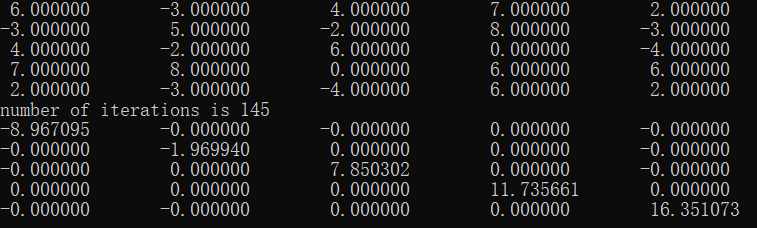 6.000000 -3.000000 4.000000 7.000000 2.000000
-3.000000 5.000000 -2.000000 8.000000 -3.000000
4.000000 -2.000000 6.000000 0.000000 -4.000000
7.000000 8.000000 0.000000 6.000000 6.000000
2.000000 -3.000000 -4.000000 6.000000 2.000000
number of iterations is 145
-8.967095 -0.000000 -0.000000 0.000000 -0.000000
-0.000000 -1.969940 0.000000 0.000000 -0.000000
-0.000000 0.000000 7.850302 0.000000 -0.000000
0.000000 0.000000 0.000000 11.735661 0.000000
-0.000000 -0.000000 0.000000 0.000000 16.351073